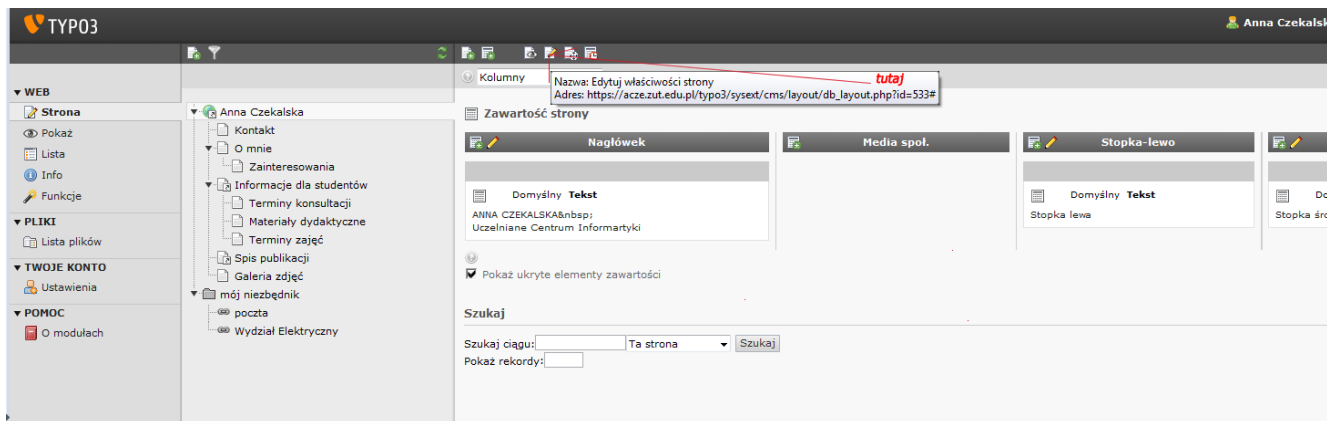 TYPO3
Anna Czekalsk
Kolumny
tutaj
Nazwa: Edytuj właściwości strony
Adres: https://acze.zut.edu.pl/typo3/sysext/cms/layout/db_layout.php?id=533#
WEB
Strona
Pokaż
Lista
Info
Funkcje
PLIKI
Lista plików
TWOJE KONTO
Ustawienia
POMOC
O modułach
Anna Czekalska
Kontakt
O mnie
Zainteresowania
Informacje dla studentów
Terminy konsultacji
Materiały dydaktyczne
Terminy zajęć
Spis publikacji
Galeria zdjęć
mój niezbędnik
poczta
Wydział Elektryczny
Zawartość strony
Nagłówek
Domyślny Tekst
ANNA CZEKALSKA&nbsp;
Uczelniane Centrum Informartyki
Media społ.
Stopka-lewo
Domyślny Tekst
Stopka lewa
Do
Stopka śro
Pokaż ukryte elementy zawartości
Szukaj
Szukaj ciągu: Ta strona Szukaj
Pokaż rekordy: